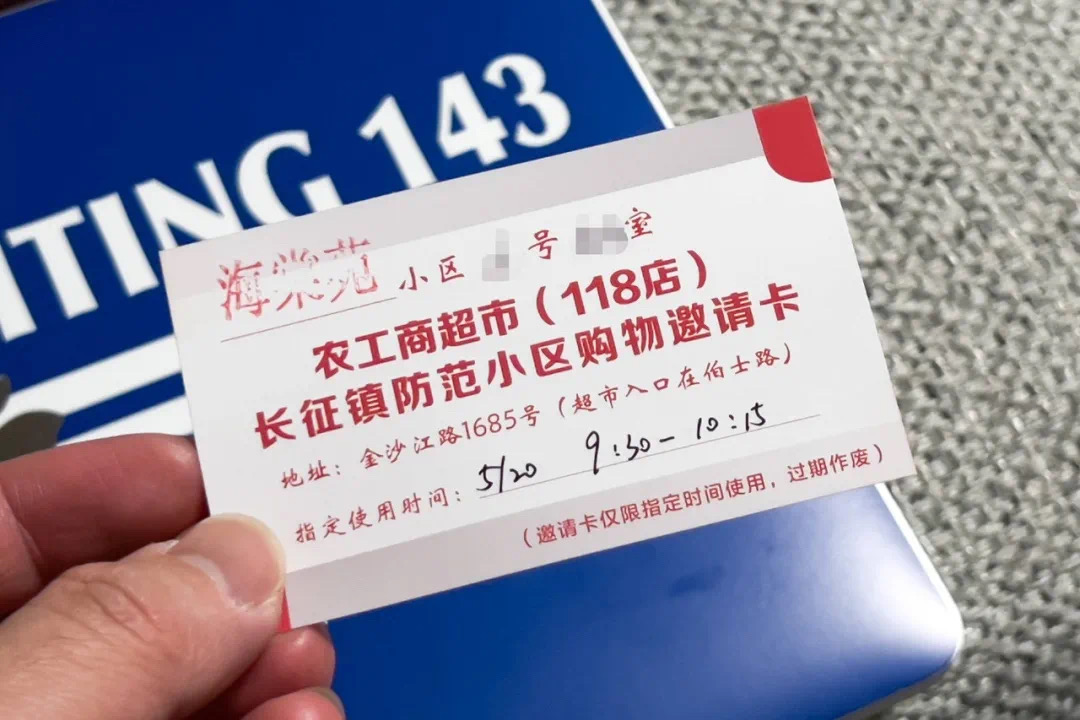 TING 143
海棠苑 小区 号 室
农工商超市（118店）
长征镇防范小区购物邀请卡
地址：金沙江路1685号（超市入口在伯士路）
指定使用时间：5/20 9:30-10:15
（邀请卡仅限指定时间使用，过期作废）